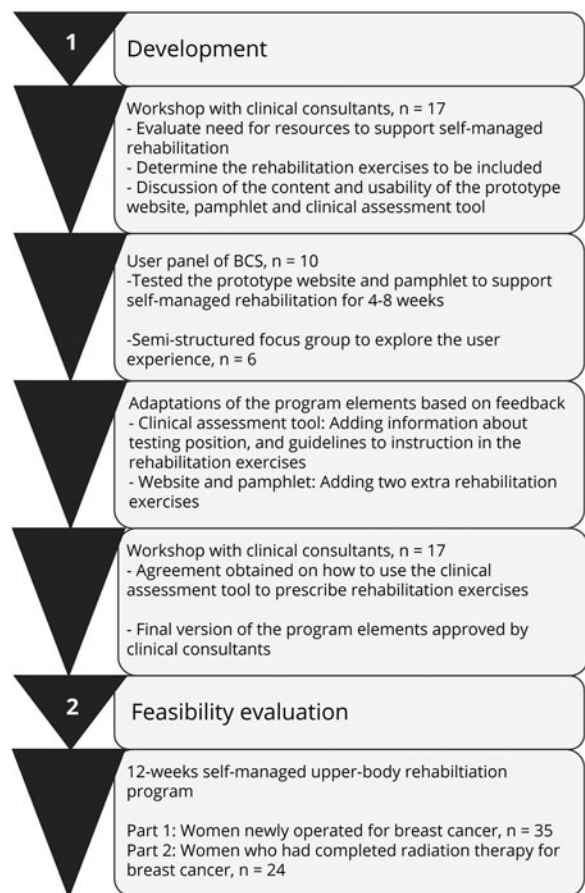 1
Development
Workshop with clinical consultants, n = 17
- Evaluate need for resources to support self-managed
rehabilitation
- Determine the rehabilitation exercises to be included
- Discussion of the content and usability of the prototype
website, pamphlet and clinical assessment tool
User panel of BCS, n = 10
-Tested the prototype website and pamphlet to support
self-managed rehabilitation for 4-8 weeks
-Semi-structured focus group to explore the user
experience, n = 6
Adaptations of the program elements based on feedback
- Clinical assessment tool: Adding information about
testing position, and guidelines to instruction in the
rehabilitation exercises
- Website and pamphlet: Adding two extra rehabilitation
exercises
Workshop with clinical consultants, n = 17
- Agreement obtained on how to use the clinical
assessment tool to prescribe rehabilitation exercises
- Final version of the program elements approved by
clinical consultants
2
Feasibility evaluation
12-weeks self-managed upper-body rehabiltiation
program
Part 1: Women newly operated for breast cancer, n = 35
Part 2: Women who had completed radiation therapy for
breast cancer, n = 24